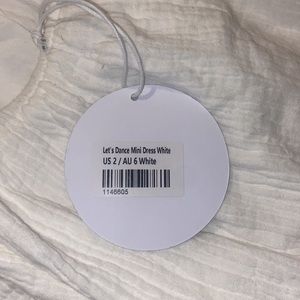 Let's Dance Mini Dress White
US 2 / AU 6 White
1146605